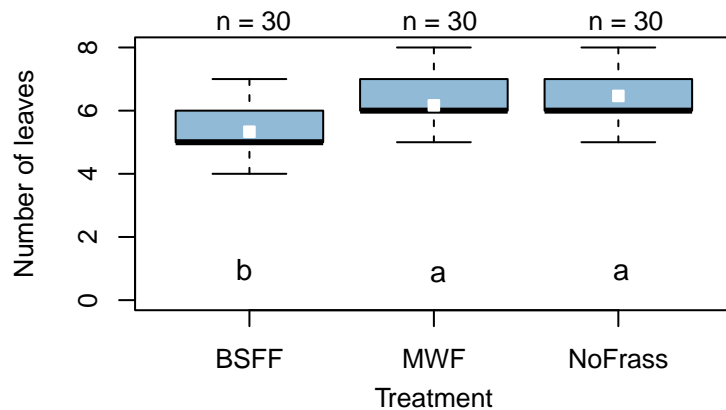 n = 30 n = 30 n = 30
Number of leaves
8
6
4
2
0
b a a
BSFF MWF NoFrass
Treatment